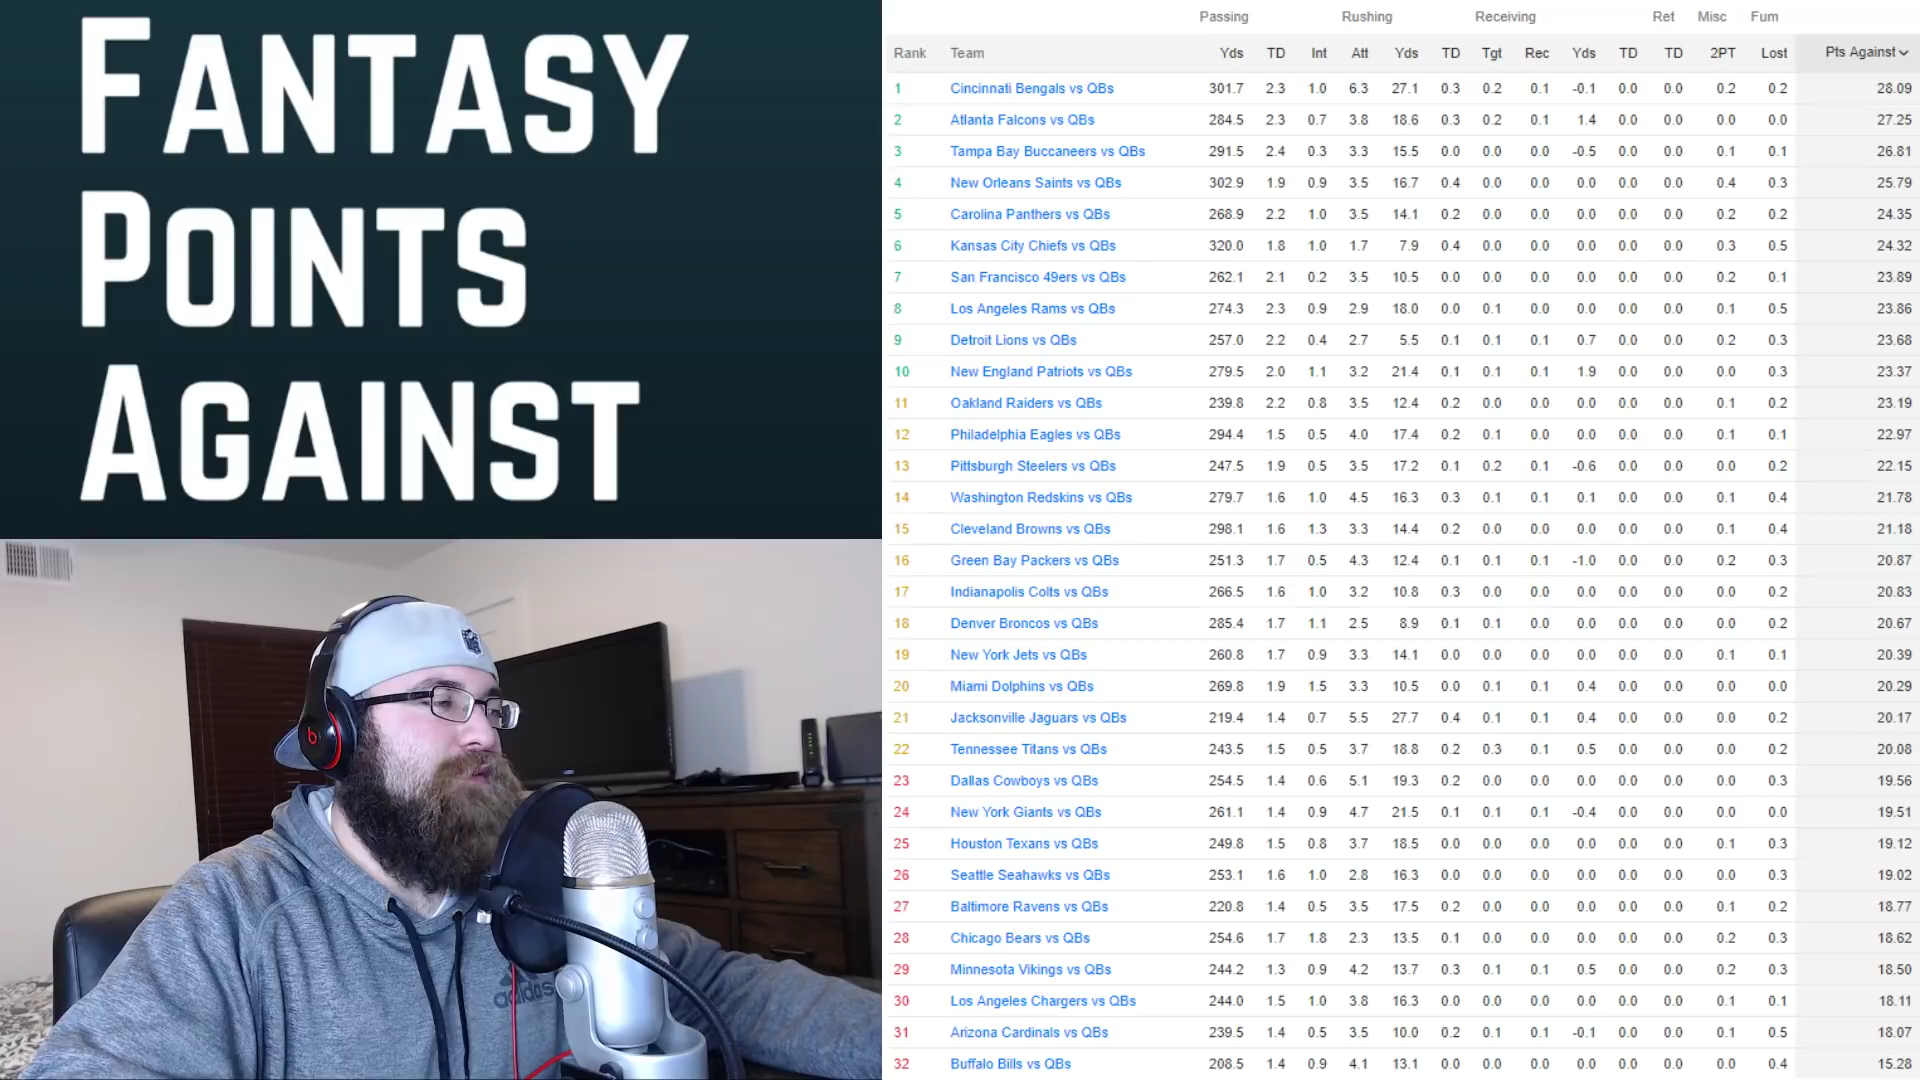 FANTASY
POINTS
AGAINST
Passing Rushing Receiving Ret Misc Fum
Rank Team Yds TD Int Att Yds TD Tgt Rec Yds TD TD 2PT Lost Pts Against
1 Cincinnati Bengals vs QBs 301.7 2.3 1.0 6.3 27.1 0.3 0.2 0.1 -0.1 0.0 0.0 0.2 0.2 28.09
2 Atlanta Falcons vs QBs 284.5 2.3 0.7 3.8 18.6 0.3 0.2 0.1 1.4 0.0 0.0 0.0 0.0 27.25
3 Tampa Bay Buccaneers vs QBs 291.5 2.4 0.3 3.3 15.5 0.0 0.0 0.0 -0.5 0.0 0.0 0.1 0.1 26.81
4 New Orleans Saints vs QBs 302.9 1.9 0.9 3.5 16.7 0.4 0.0 0.0 0.0 0.0 0.0 0.4 0.3 25.79
5 Carolina Panthers vs QBs 268.9 2.2 1.0 3.5 14.1 0.2 0.0 0.0 0.0 0.0 0.0 0.2 0.2 24.35
6 Kansas City Chiefs vs QBs 320.0 1.8 1.0 1.7 7.9 0.4 0.0 0.0 0.0 0.0 0.0 0.3 0.5 24.32
7 San Francisco 49ers vs QBs 262.1 2.1 0.2 3.5 10.5 0.0 0.0 0.0 0.0 0.0 0.0 0.2 0.1 23.89
8 Los Angeles Rams vs QBs 274.3 2.3 0.9 2.9 18.0 0.0 0.1 0.0 0.0 0.0 0.0 0.1 0.5 23.86
9 Detroit Lions vs QBs 257.0 2.2 0.4 2.7 5.5 0.1 0.1 0.1 0.7 0.0 0.0 0.2 0.3 23.68
10 New England Patriots vs QBs 279.5 2.0 1.1 3.2 21.4 0.1 0.1 0.1 1.9 0.0 0.0 0.0 0.3 23.37
11 Oakland Raiders vs QBs 239.8 2.2 0.8 3.5 12.4 0.2 0.0 0.0 0.0 0.0 0.0 0.1 0.2 23.19
12 Philadelphia Eagles vs QBs 294.4 1.5 0.5 4.0 17.4 0.2 0.1 0.0 0.0 0.0 0.0 0.1 0.1 22.97
13 Pittsburgh Steelers vs QBs 247.5 1.9 0.5 3.5 17.2 0.1 0.2 0.1 -0.6 0.0 0.0 0.0 0.2 22.15
14 Washington Redskins vs QBs 279.7 1.6 1.0 4.5 16.3 0.3 0.1 0.1 0.1 0.0 0.0 0.1 0.4 21.78
15 Cleveland Browns vs QBs 298.1 1.6 1.3 3.3 14.4 0.2 0.0 0.0 0.0 0.0 0.0 0.1 0.4 21.18
16 Green Bay Packers vs QBs 251.3 1.7 0.5 4.3 12.4 0.1 0.1 0.1 -1.0 0.0 0.0 0.2 0.3 20.87
17 Indianapolis Colts vs QBs 266.5 1.6 1.0 3.2 10.8 0.3 0.0 0.0 0.0 0.0 0.0 0.0 0.2 20.83
18 Denver Broncos vs QBs 285.4 1.7 1.1 2.5 8.9 0.1 0.1 0.0 0.0 0.0 0.0 0.0 0.2 20.67
19 New York Jets vs QBs 260.8 1.7 0.9 3.3 14.1 0.0 0.0 0.0 0.0 0.0 0.0 0.1 0.1 20.39
20 Miami Dolphins vs QBs 269.8 1.9 1.5 3.3 10.5 0.0 0.1 0.1 0.4 0.0 0.0 0.0 0.0 20.29
21 Jacksonville Jaguars vs QBs 219.4 1.4 0.7 5.5 27.7 0.4 0.1 0.1 0.4 0.0 0.0 0.0 0.2 20.17
22 Tennessee Titans vs QBs 243.5 1.5 0.5 3.7 18.8 0.2 0.3 0.1 0.5 0.0 0.0 0.0 0.2 20.08
23 Dallas Cowboys vs QBs 254.5 1.4 0.6 5.1 19.3 0.2 0.0 0.0 0.0 0.0 0.0 0.0 0.3 19.56
24 New York Giants vs QBs 261.1 1.4 0.9 4.7 21.5 0.1 0.1 0.1 -0.4 0.0 0.0 0.0 0.0 19.51
25 Houston Texans vs QBs 249.8 1.5 0.8 3.7 18.5 0.0 0.0 0.0 0.0 0.0 0.0 0.1 0.3 19.12
26 Seattle Seahawks vs QBs 253.1 1.6 1.0 2.8 16.3 0.0 0.0 0.0 0.0 0.0 0.0 0.0 0.3 19.02
27 Baltimore Ravens vs QBs 220.8 1.4 0.5 3.5 17.5 0.2 0.0 0.0 0.0 0.0 0.0 0.1 0.2 18.77
28 Chicago Bears vs QBs 254.6 1.7 1.8 2.3 13.5 0.1 0.0 0.0 0.0 0.0 0.0 0.2 0.3 18.62
29 Minnesota Vikings vs QBs 244.2 1.3 0.9 4.2 13.7 0.3 0.1 0.1 0.5 0.0 0.0 0.2 0.3 18.50
30 Los Angeles Chargers vs QBs 244.0 1.5 1.0 3.8 16.3 0.0 0.0 0.0 0.0 0.0 0.0 0.1 0.1 18.11
31 Arizona Cardinals vs QBs 239.5 1.4 0.5 3.5 10.0 0.2 0.1 0.1 -0.1 0.0 0.0 0.1 0.5 18.07
32 Buffalo Bills vs QBs 208.5 1.4 0.9 4.1 13.1 0.0 0.0 0.0 0.0 0.0 0.0 0.0 0.4 15.28
b
adidas